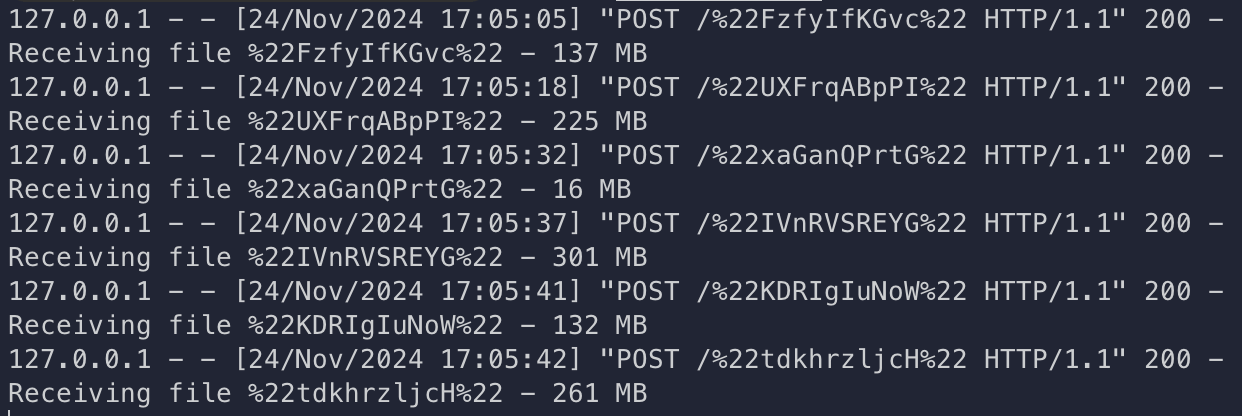 127.0.0.1 - - [24/Nov/2024 17:05:05] "POST /%22FzfyIfKGvc%22 HTTP/1.1" 200 -
Receiving file %22FzfyIfKGvc%22 - 137 MB
127.0.0.1 - - [24/Nov/2024 17:05:18] "POST /%22UXFrqABpPI%22 HTTP/1.1" 200 -
Receiving file %22UXFrqABpPI%22 - 225 MB
127.0.0.1 - - [24/Nov/2024 17:05:32] "POST /%22xaGanQPrtG%22 HTTP/1.1" 200 -
Receiving file %22xaGanQPrtG%22 - 16 MB
127.0.0.1 - - [24/Nov/2024 17:05:37] "POST /%22IVnRVSREYG%22 HTTP/1.1" 200 -
Receiving file %22IVnRVSREYG%22 - 301 MB
127.0.0.1 - - [24/Nov/2024 17:05:41] "POST /%22KDRIgIuNoW%22 HTTP/1.1" 200 -
Receiving file %22KDRIgIuNoW%22 - 132 MB
127.0.0.1 - - [24/Nov/2024 17:05:42] "POST /%22tdkhrzljcH%22 HTTP/1.1" 200 -
Receiving file %22tdkhrzljcH%22 - 261 MB